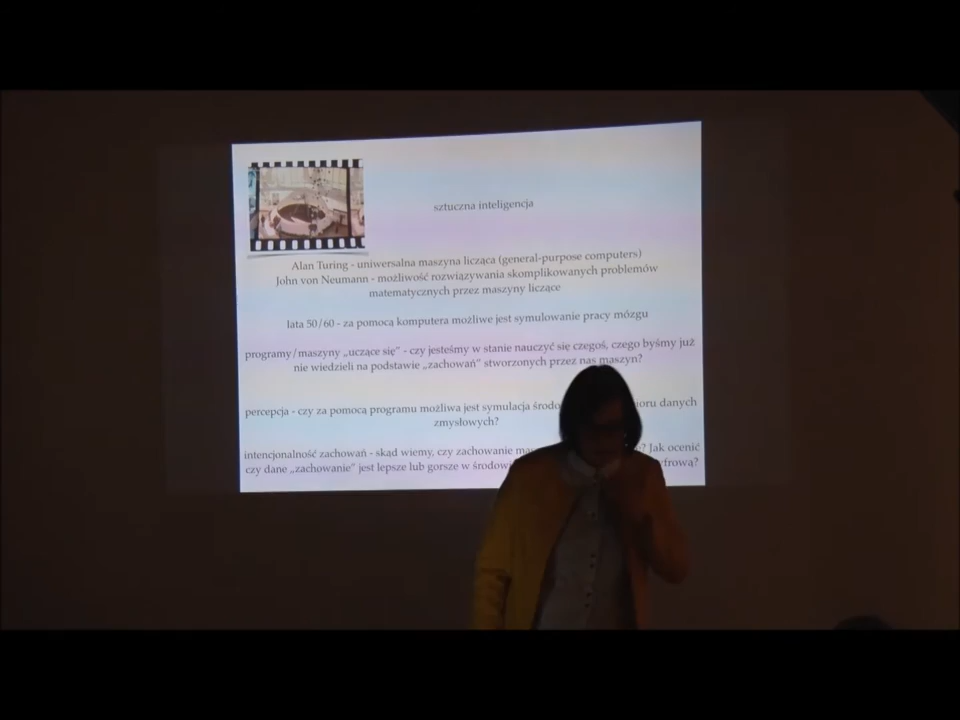 sztuczna inteligencja
Alan Turing - uniwersalna maszyna licząca (general-purpose computers)
John von Neumann - możliwość rozwiązywania skomplikowanych problemów
matematycznych przez maszyny liczące
lata 50/60 - za pomocą komputera możliwe jest symulowanie pracy mózgu
programy/maszyny „uczące się" - czy jesteśmy w stanie nauczyć się czegoś, czego byśmy już
nie wiedzieli na podstawie „zachowań" stworzonych przez nas maszyn?
percepcja - czy za pomocą programu możliwa jest symulacja danych
zmysłowych?
intencjonalność zachowań - skąd wiemy, czy zachowanie Jak ocenić
czy dane „zachowanie" jest lepsze lub gorsze w